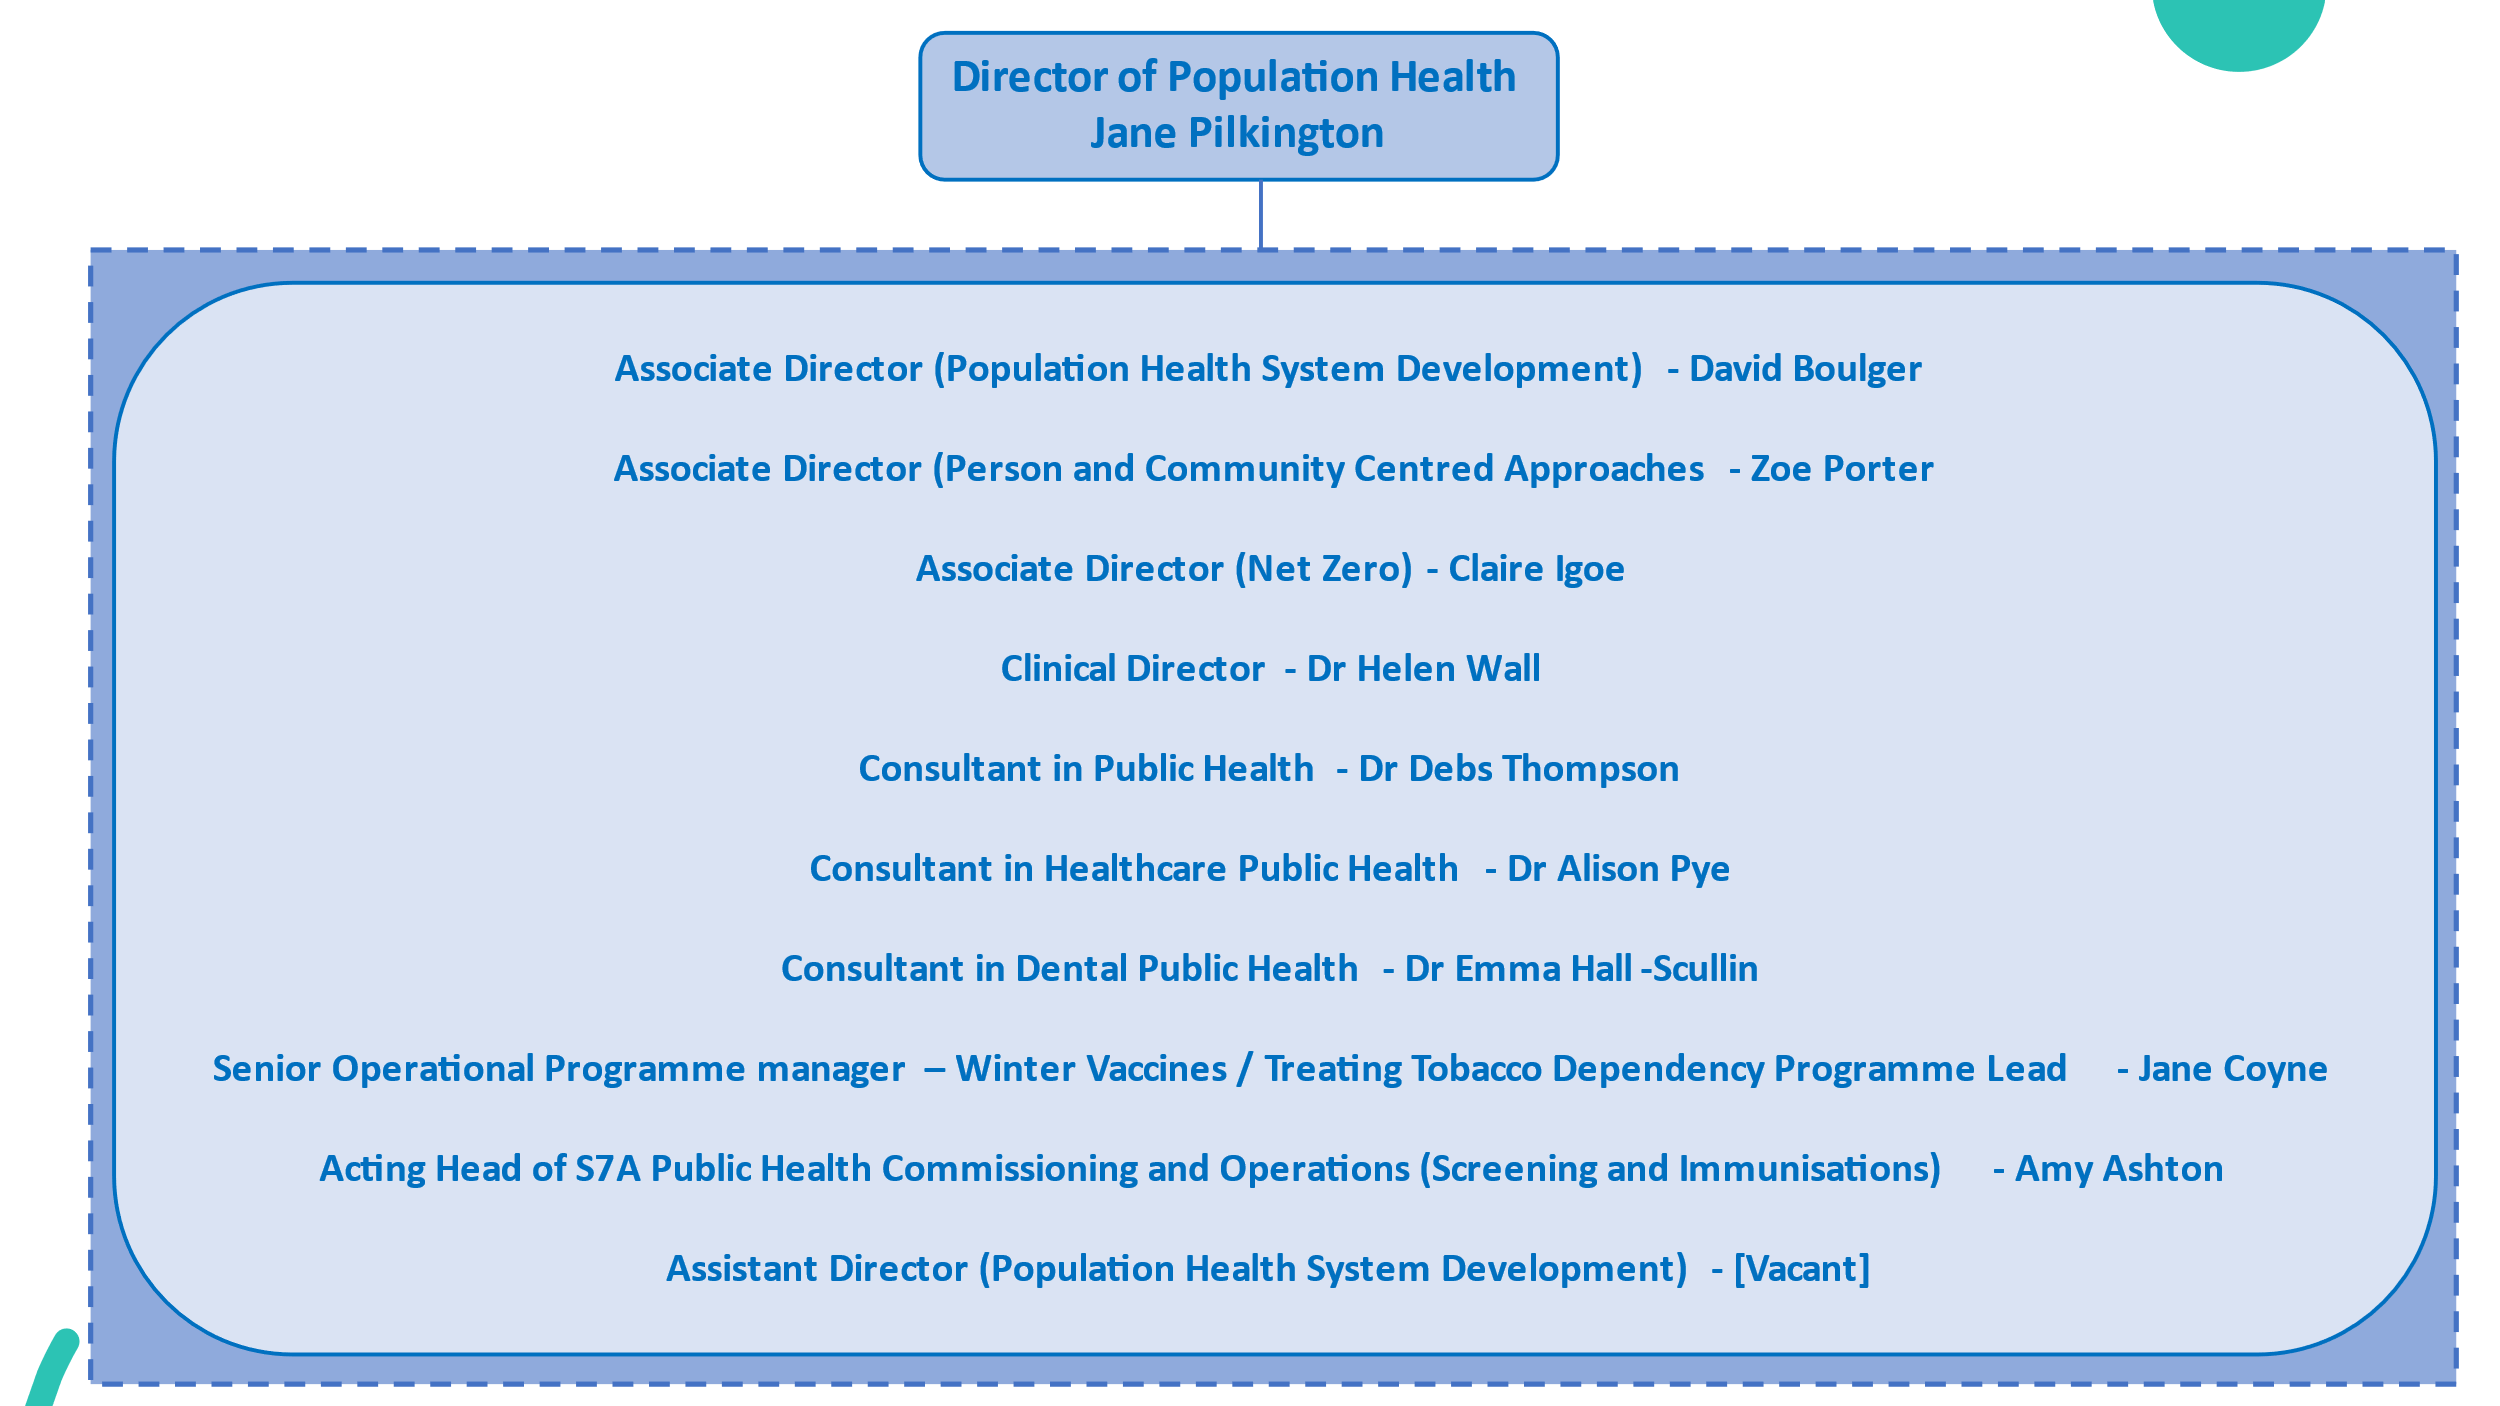 Director of Population Health
Jane Pilkington
Associate Director (Population Health System Development) - David Boulger
Associate Director (Person and Community Centred Approaches - Zoe Porter
Associate Director (Net Zero) - Claire Igoe
Clinical Director - Dr Helen Wall
Consultant in Public Health - Dr Debs Thompson
Consultant in Healthcare Public Health - Dr Alison Pye
Consultant in Dental Public Health - Dr Emma Hall -Scullin
Senior Operational Programme manager – Winter Vaccines / Treating Tobacco Dependency Programme Lead - Jane Coyne
Acting Head of S7A Public Health Commissioning and Operations (Screening and Immunisations) - Amy Ashton
Assistant Director (Population Health System Development) - [Vacant]